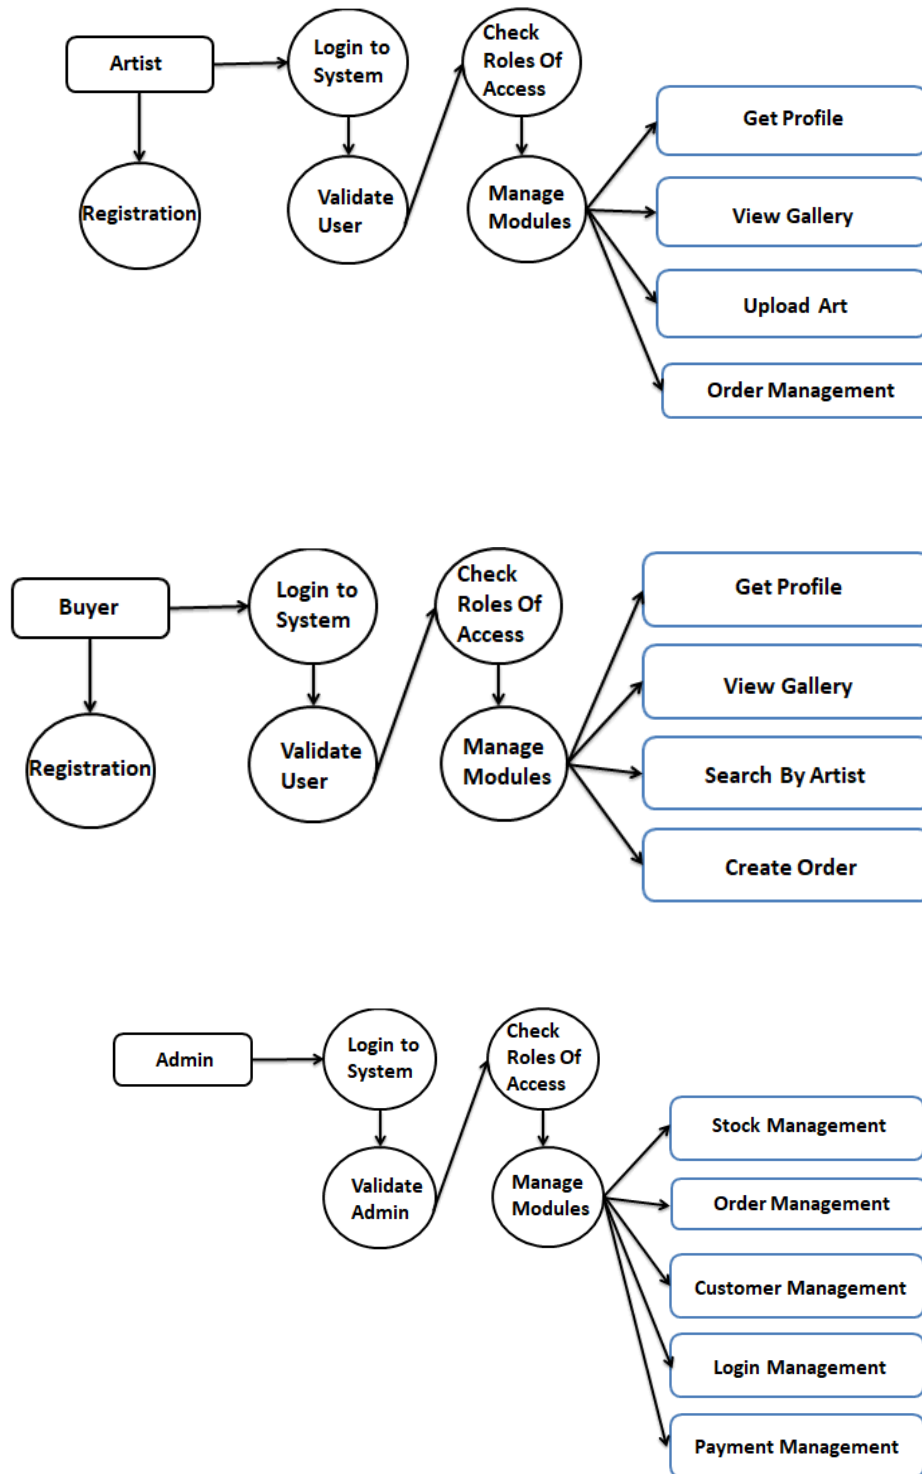 Artist
Login to
System
Check
Roles Of
Access
Get Profile
Registration
Validate
User
Manage
Modules
View Gallery
Upload Art
Order Management
Buyer
Login to
System
Check
Roles Of
Access
Get Profile
Registration
Validate
User
Manage
Modules
View Gallery
Search By Artist
Create Order
Admin
Login to
System
Check
Roles Of
Access
Stock Management
Validate
Admin
Manage
Modules
Order Management
Customer Management
Login Management
Payment Management